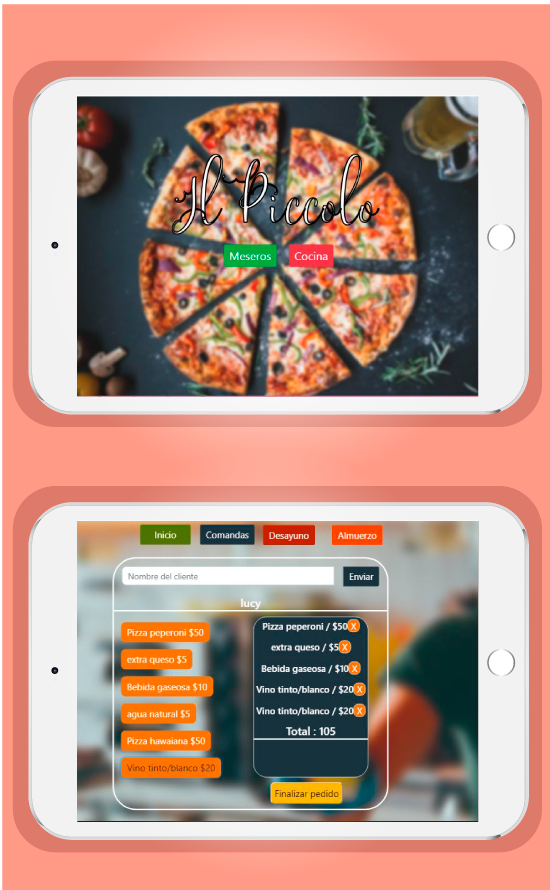 Il Piccolo
Meseros
Cocina
Inicio
Comandas
Desayuno
Almuerzo
Nombre del cliente
Enviar
lucy
Pizza peperoni $50
extra queso $5
Bebida gaseosa $10
agua natural $5
Pizza hawaiana $50
Vino tinto/blanco $20
Pizza peperoni / $50 X
extra queso / $5 X
Bebida gaseosa / $10 X
Vino tinto/blanco / $20 X
Vino tinto/blanco / $20 X
Total : 105
Finalizar pedido